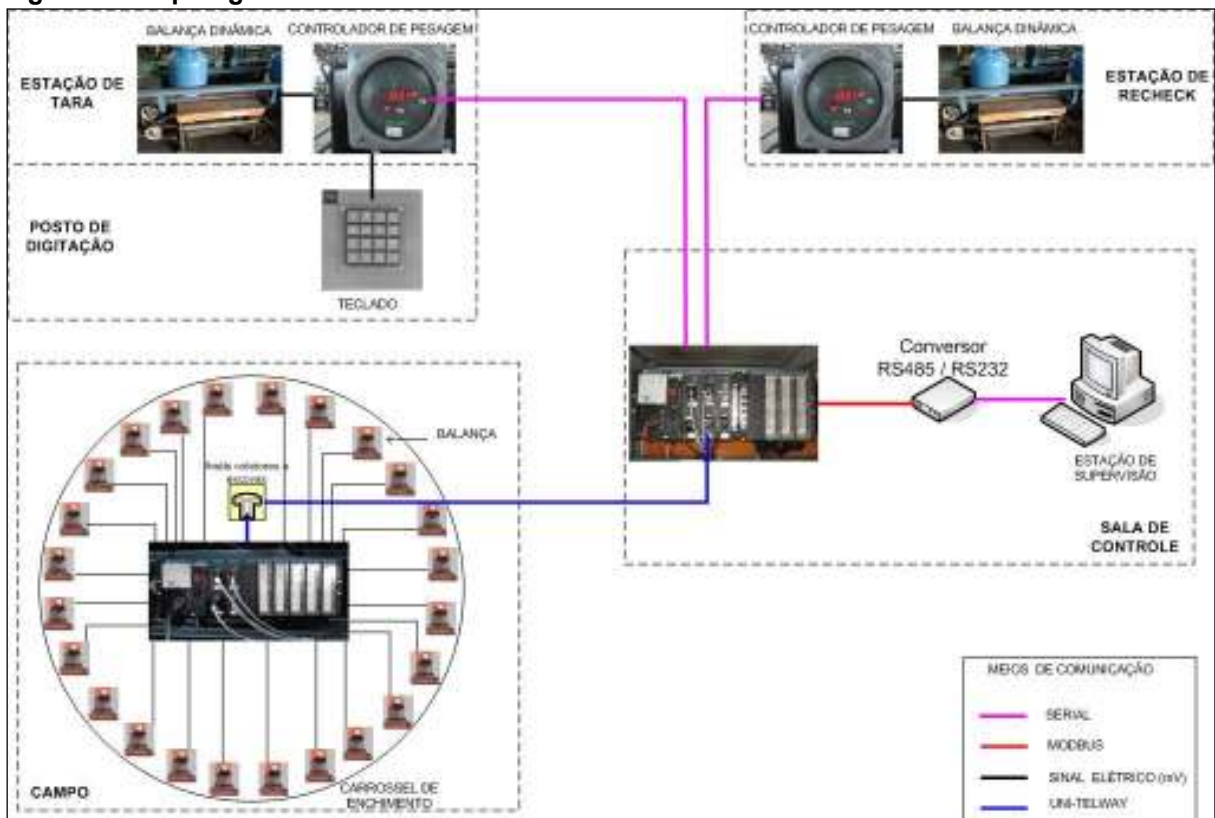 BALANÇA DINÂMICA
CONTROLADOR DE PESAGEM
ESTAÇÃO DE
TARA
CONTROLADOR DE PESAGEM
BALANÇA DINÂMICA
ESTAÇÃO DE
RECHECK
POSTO DE
DIGITAÇÃO
TECLADO
Conversor
RS485 / RS232
ESTAÇÃO DE
SUPERVISÃO
SALA DE
CONTROLE
BALANÇA
CARROSSEL DE
ENCHIMENTO
CAMPO
MEIOS DE COMUNICAÇÃO
SERIAL
MODBUS
SINAL ELÉTRICO (mV)
UNI-TELWAY